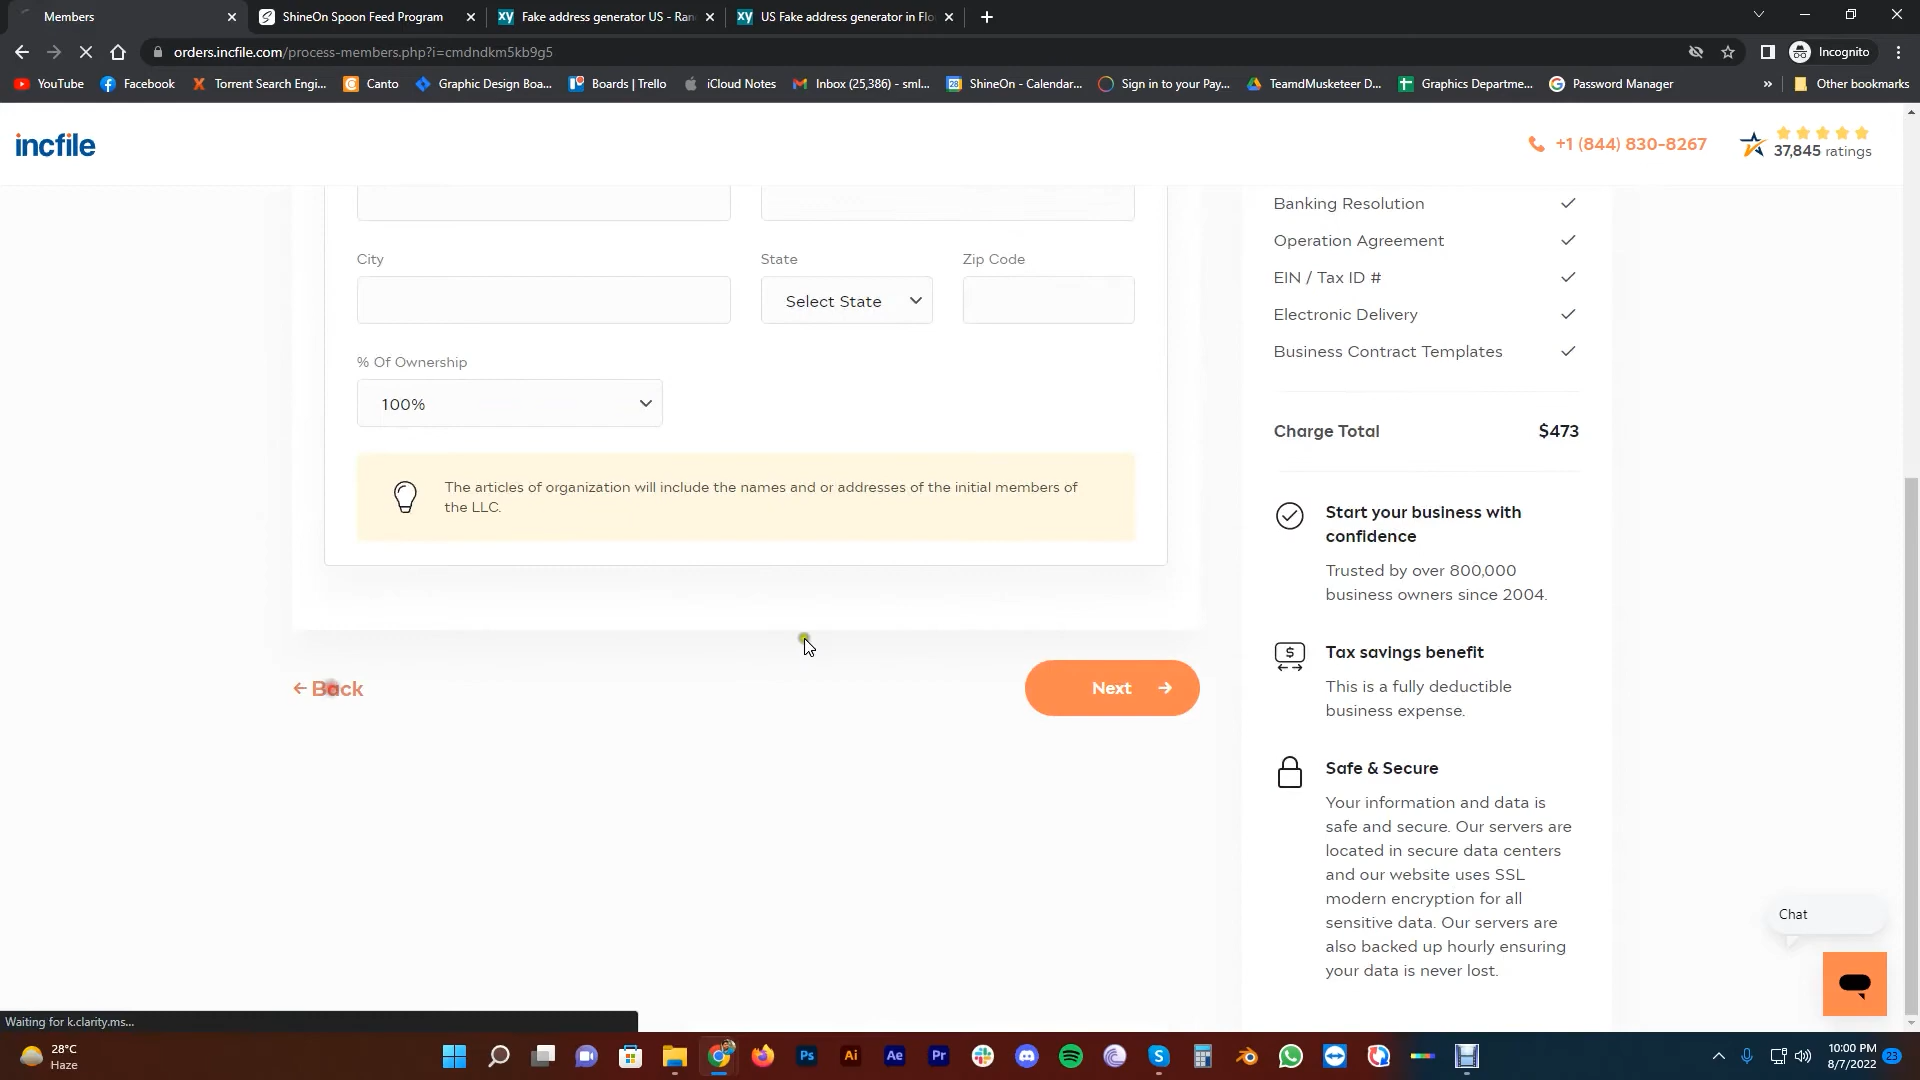 Members
ShineOn Spoon Feed Program
Fake address generator US - Ran
US Fake address generator in Flo
orders.incfile.com/process-members.php?i=cmdndkm5kb9g5
Incognito
YouTube
Facebook
Torrent Search Engi...
Canto
Graphic Design Boa...
Boards | Trello
iCloud Notes
Inbox (25,386) - sml...
ShineOn - Calendar...
Sign in to your Pay...
TeamdMusketeer D...
Graphics Departme...
Password Manager
»
Other bookmarks
incfile
+1 (844) 830-8267
37,845 ratings
City
State
Zip Code
Select State
% Of Ownership
100%
The articles of organization will include the names and or addresses of the initial members of
the LLC.
Back
Next
Banking Resolution
Operation Agreement
EIN / Tax ID #
Electronic Delivery
Business Contract Templates
Charge Total
$473
Start your business with
confidence
Trusted by over 800,000
business owners since 2004.
Tax savings benefit
This is a fully deductible
business expense.
Safe & Secure
Your information and data is
safe and secure. Our servers are
located in secure data centers
and our website uses SSL
modern encryption for all
sensitive data. Our servers are
also backed up hourly ensuring
your data is never lost.
Chat
Waiting for k.clarity.ms...
28°C
Haze
Ps
Ai
Ae
Pr
10:00 PM
8/7/2022
23